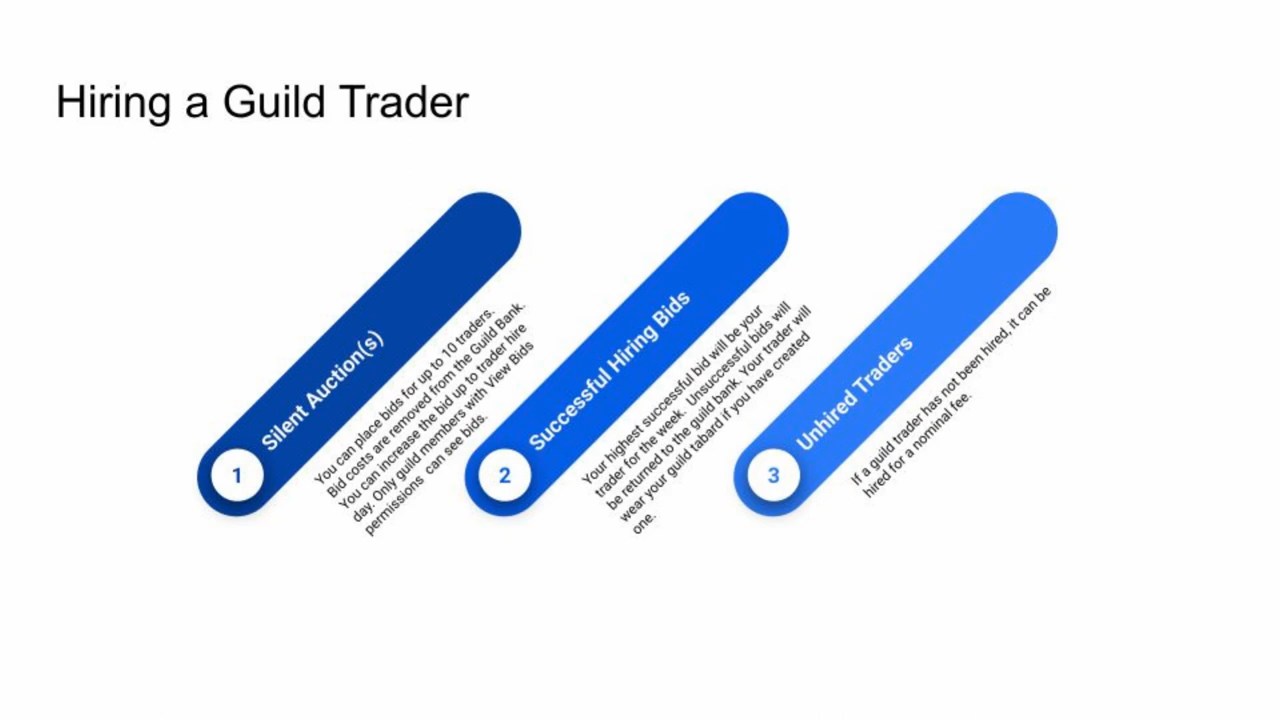 Hiring a Guild Trader
1
Silent Auction(s)
You can place bids for up to 10 traders.
Bid costs are removed from the Guild Bank.
You can increase the bid up to trader hire
day. Only guild members with View Bids
permissions can see bids.
2
Successful Hiring Bids
Your highest successful bid will be your
trader for the week. Unsuccessful bids will
be returned to the guild bank. Your trader will
wear your guild tabard if you have created
one.
3
Unhired Traders
If a guild trader has not been hired, it can be
hired for a nominal fee.